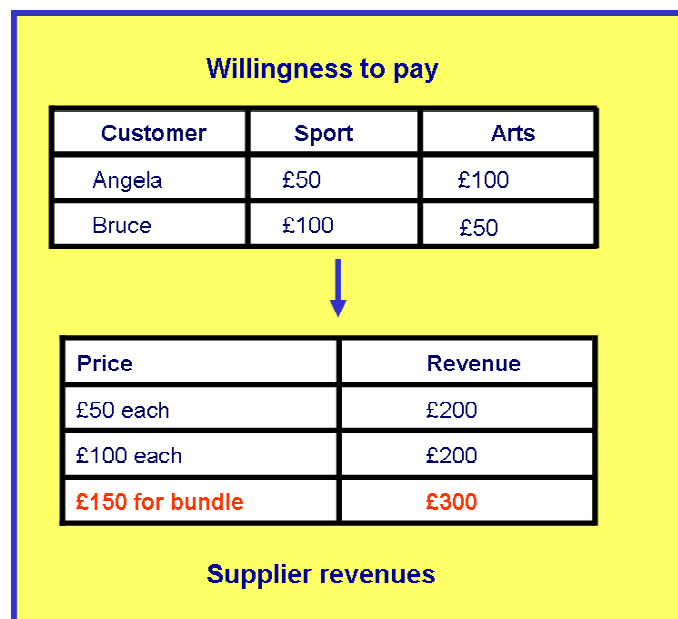 Willingness to pay
Customer Sport Arts
Angela £50 £100
Bruce £100 £50
Price Revenue
£50 each £200
£100 each £200
£150 for bundle £300
Supplier revenues